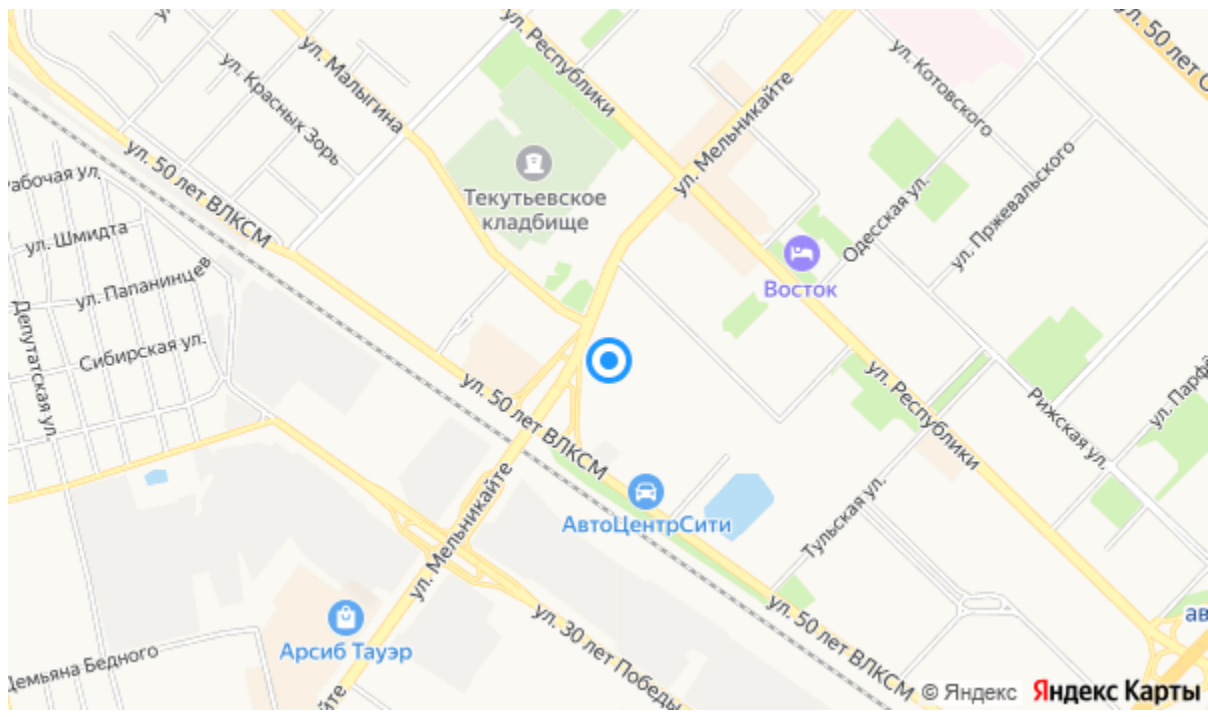 ул. 50 лет
ул. Республики
ул. Малыгина
ул. Красных Зорь
ул. Мельникайте
ул. Котовского
ул. 50 лет ВЛКСМ
Рабочая ул.
Текутьевское
кладбище
ул. Шмидта
Одесская ул.
ул. Пржевальского
ул. Папанинцев
Восток
Депутатская ул.
Сибирская ул.
ул. 50 лет ВЛКСМ
ул. Республики
Рижская ул.
ул. Парфё
АвтоЦентрСити
Тульская ул.
ул. Мельникайте
ул. 50 лет ВЛКСМ
ав
Арсиб Тауэр
ул. 30 лет Победы
Демьяна Бедного
© Яндекс Яндекс Карты